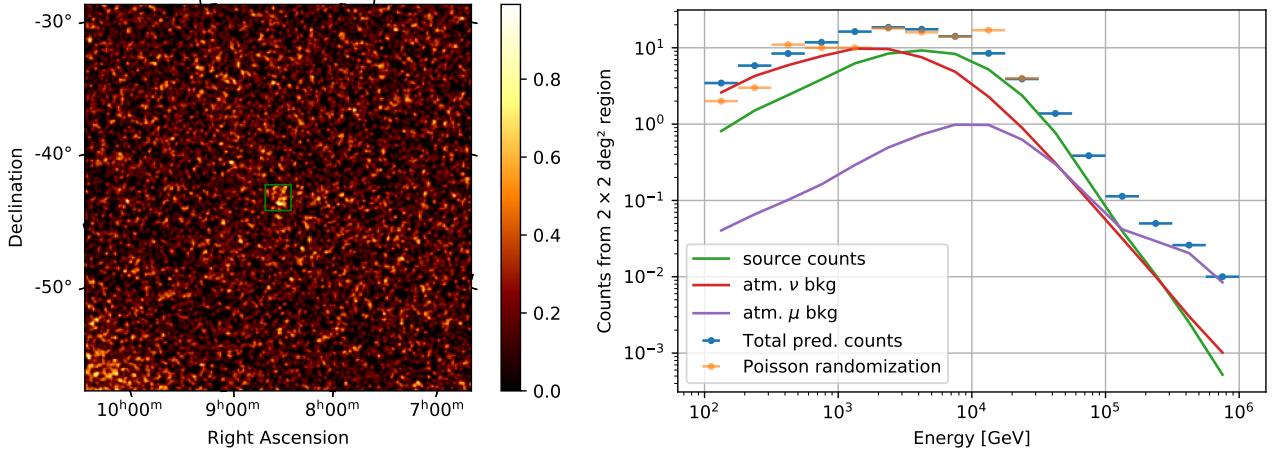 -30°
-40°
-50°
Declination
10ʰ00ᵐ 9ʰ00ᵐ 8ʰ00ᵐ 7ʰ00ᵐ
Right Ascension
0.8
0.6
0.4
0.2
0.0
Counts from 2 × 2 deg² region
10¹
10⁰
10⁻¹
10⁻²
10⁻³
source counts
atm. ν bkg
atm. μ bkg
Total pred. counts
Poisson randomization
10² 10³ 10⁴ 10⁵ 10⁶
Energy [GeV]